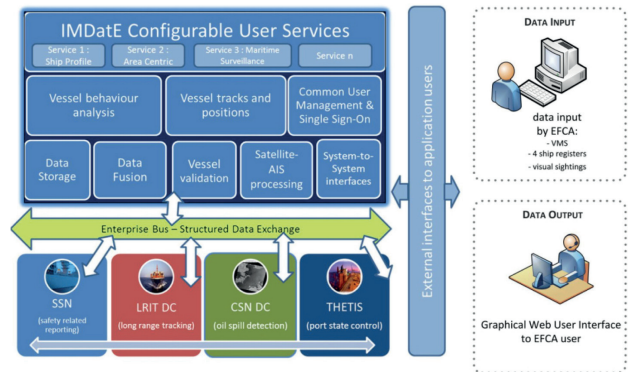 IMDatE Configurable User Services
Service 1 :
Ship Profile
Service 2 :
Area Centric
Service 3 : Maritime
Surveillance
Service n
Vessel behaviour
analysis
Vessel tracks and
positions
Common User
Management &
Single Sign-On
Data
Storage
Data
Fusion
Vessel
validation
Satellite-
AIS
processing
System-to-
System
interfaces
Enterprise Bus – Structured Data Exchange
SSN
(safety related
reporting)
LRIT DC
(long range tracking)
CSN DC
(oil spill detection)
THETIS
(port state control)
External interfaces to application users
DATA INPUT
data input
by EFCA:
- VMS
- 4 ship registers
- visual sightings
DATA OUTPUT
Graphical Web User Interface
to EFCA user